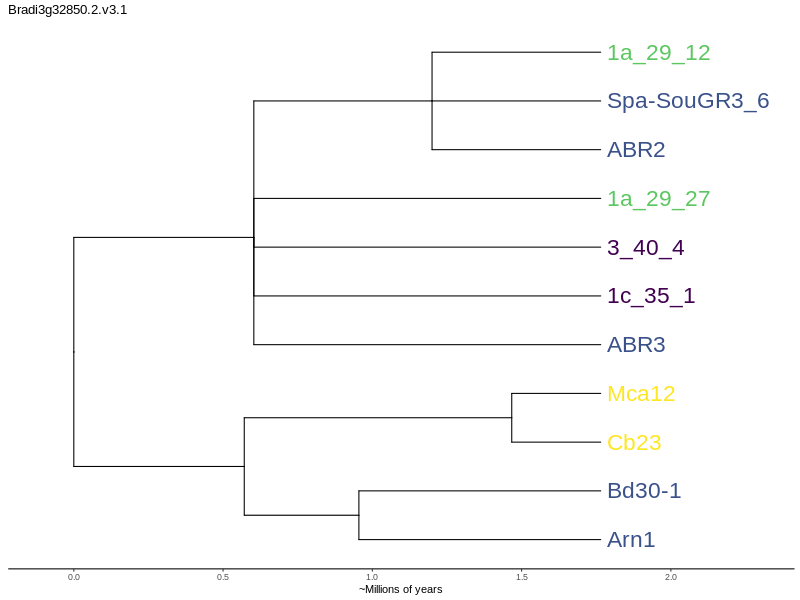 Bradi3g32850.2.v3.1
1a_29_12
Spa-SouGR3_6
ABR2
1a_29_27
3_40_4
1c_35_1
ABR3
Mca12
Cb23
Bd30-1
Arn1
0.0 0.5 1.0 1.5 2.0
~Millions of years